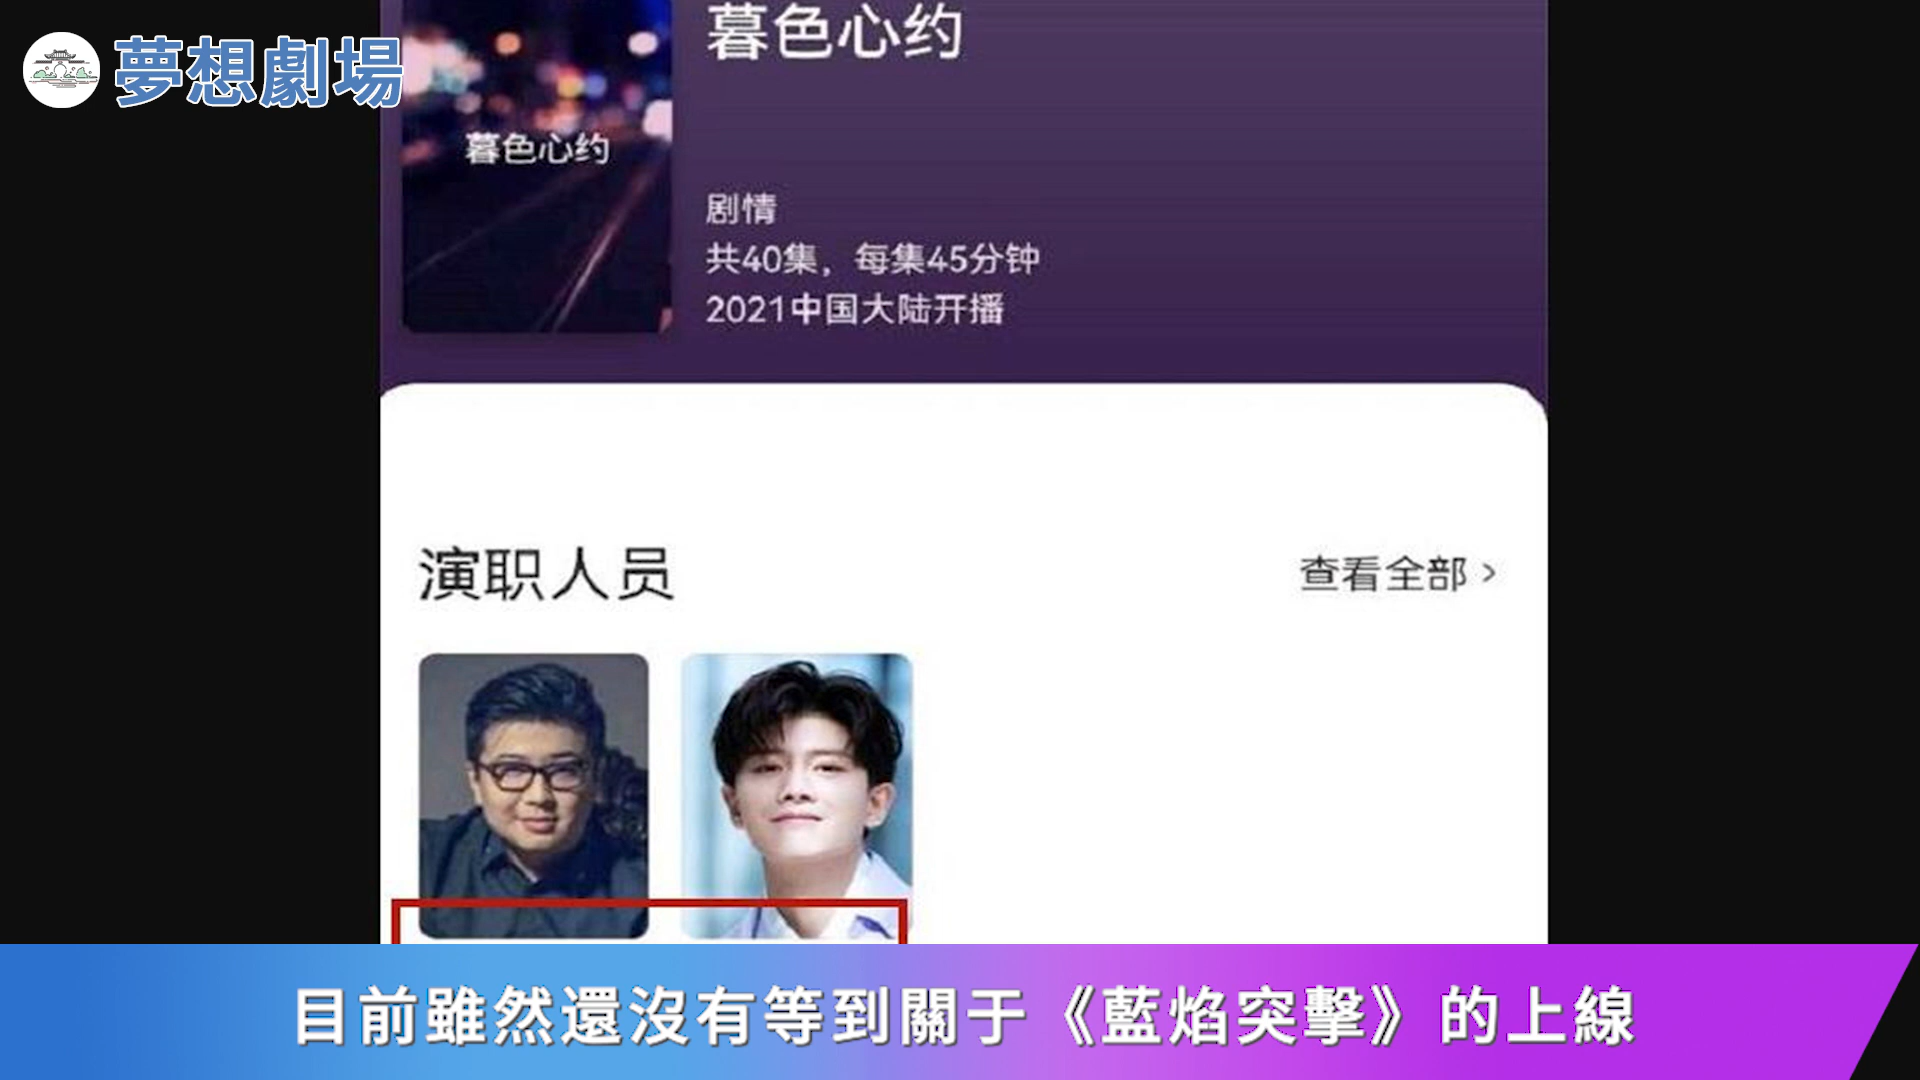 夢想劇場
暮色心约
暮色心约
剧情
共40集，每集45分钟
2021中国大陆开播
演职人员
查看全部 >
目前雖然還沒有等到關于《藍焰突擊》的上線